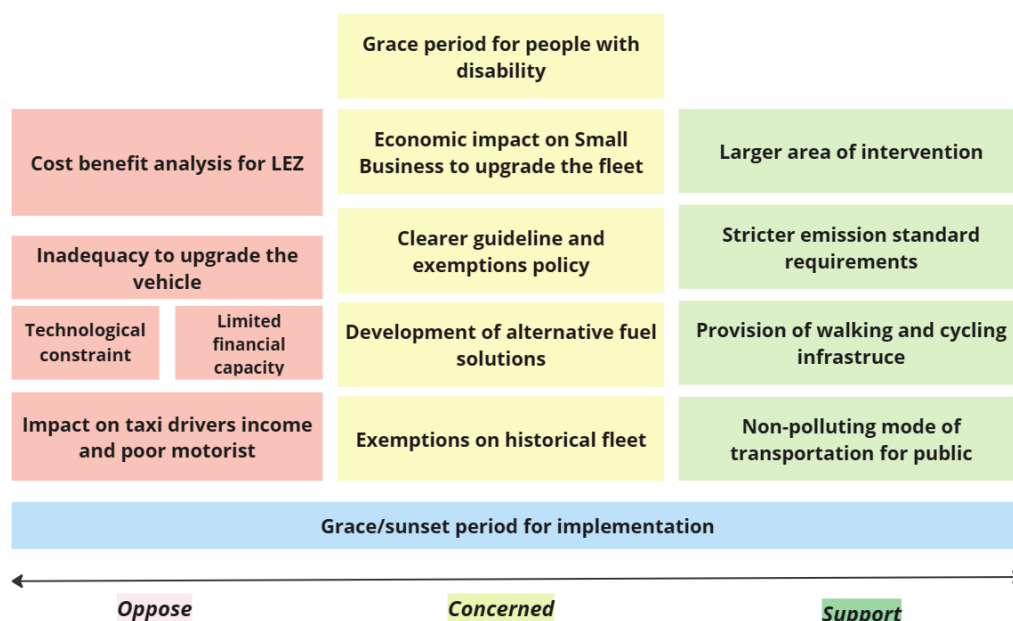 Grace period for people with
disability
Cost benefit analysis for LEZ
Economic impact on Small
Business to upgrade the fleet
Larger area of intervention
Inadequacy to upgrade the
vehicle
Clearer guideline and
exemptions policy
Stricter emission standard
requirements
Technological
constraint
Limited
financial
capacity
Development of alternative fuel
solutions
Provision of walking and cycling
infrastruce
Impact on taxi drivers income
and poor motorist
Exemptions on historical fleet
Non-polluting mode of
transportation for public
Grace/sunset period for implementation
Oppose
Concerned
Support